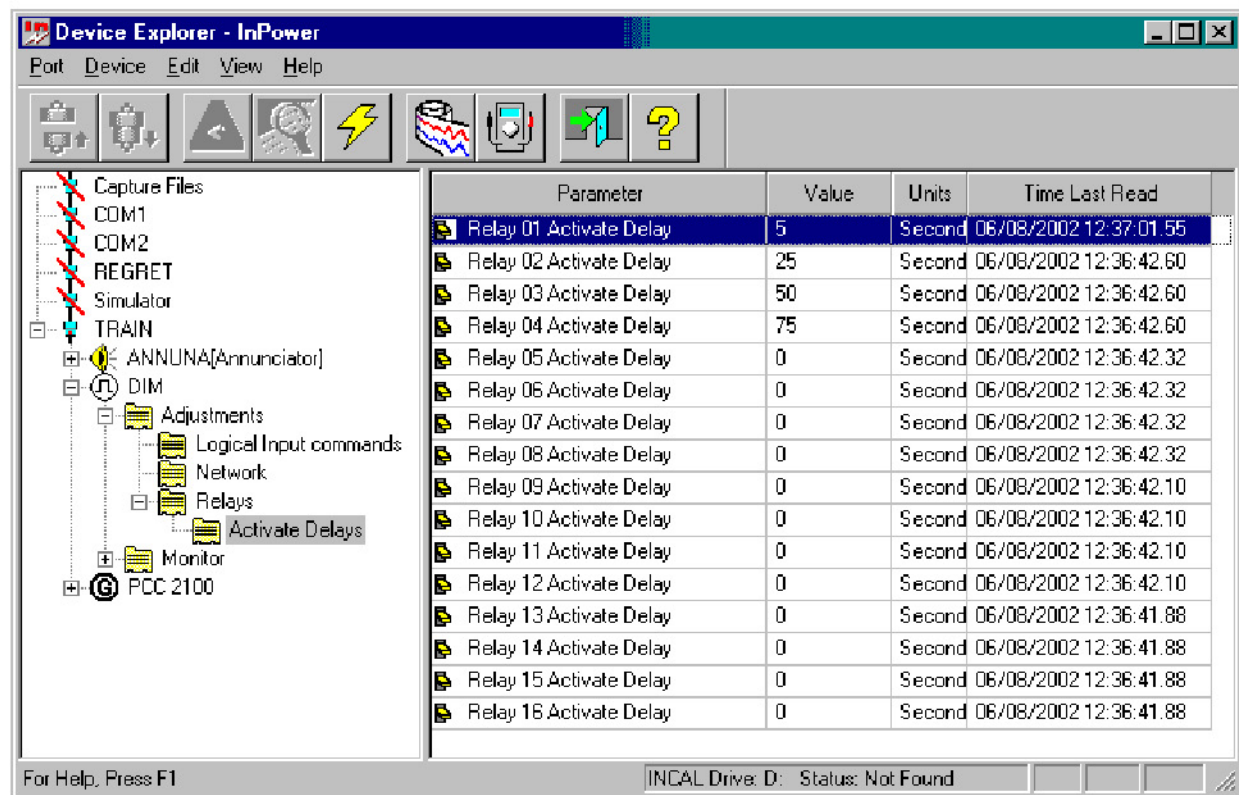 Device Explorer - InPower
Port Device Edit View Help
Capture Files
COM1
COM2
REGRET
Simulator
TRAIN
ANNUNA[Annunciator]
DIM
Adjustments
Logical Input commands
Network
Relays
Activate Delays
Monitor
PCC 2100
Parameter Value Units Time Last Read
Relay 01 Activate Delay 5 Second 06/08/2002 12:37:01.55
Relay 02 Activate Delay 25 Second 06/08/2002 12:36:42.60
Relay 03 Activate Delay 50 Second 06/08/2002 12:36:42.60
Relay 04 Activate Delay 75 Second 06/08/2002 12:36:42.60
Relay 05 Activate Delay 0 Second 06/08/2002 12:36:42.32
Relay 06 Activate Delay 0 Second 06/08/2002 12:36:42.32
Relay 07 Activate Delay 0 Second 06/08/2002 12:36:42.32
Relay 08 Activate Delay 0 Second 06/08/2002 12:36:42.32
Relay 09 Activate Delay 0 Second 06/08/2002 12:36:42.10
Relay 10 Activate Delay 0 Second 06/08/2002 12:36:42.10
Relay 11 Activate Delay 0 Second 06/08/2002 12:36:42.10
Relay 12 Activate Delay 0 Second 06/08/2002 12:36:42.10
Relay 13 Activate Delay 0 Second 06/08/2002 12:36:41.88
Relay 14 Activate Delay 0 Second 06/08/2002 12:36:41.88
Relay 15 Activate Delay 0 Second 06/08/2002 12:36:41.88
Relay 16 Activate Delay 0 Second 06/08/2002 12:36:41.88
For Help, Press F1
INCAL Drive: D: Status: Not Found